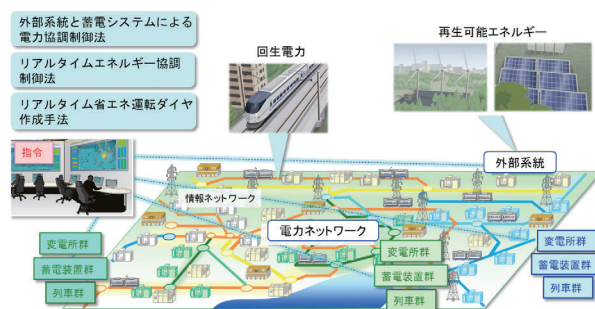 外部系統と蓄電システムによる
電力協調制御法
リアルタイムエネルギー協調
制御法
リアルタイム省エネ運転ダイヤ
作成手法
回生電力
再生可能エネルギー
指令
外部系統
情報ネットワーク
電力ネットワーク
変電所群
蓄電装置群
列車群
変電所群
蓄電装置群
列車群
変電所群
蓄電装置群
列車群